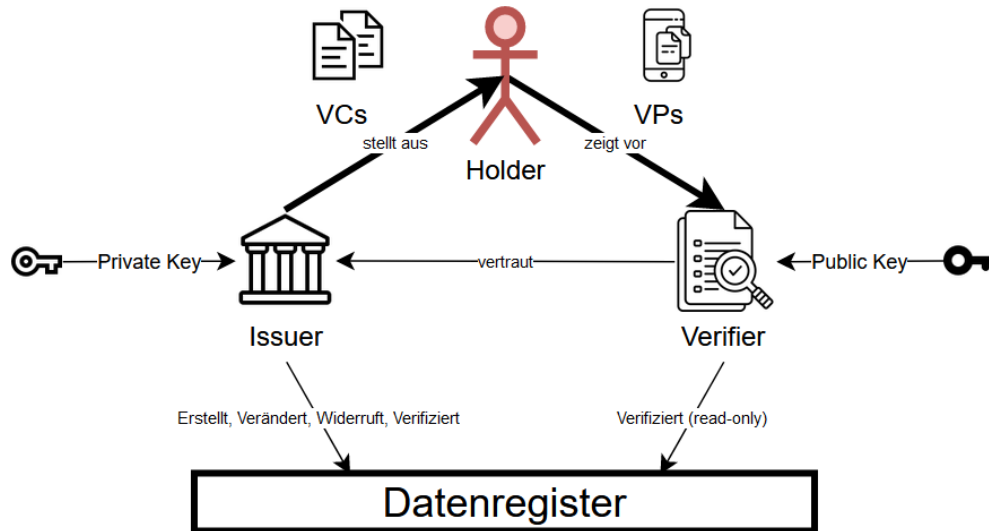 VCs
VPs
stellt aus
zeigt vor
Holder
Private Key
vertraut
Public Key
Issuer
Verifier
Erstellt, Verändert, Widerruft, Verifiziert
Verifiziert (read-only)
Datenregister